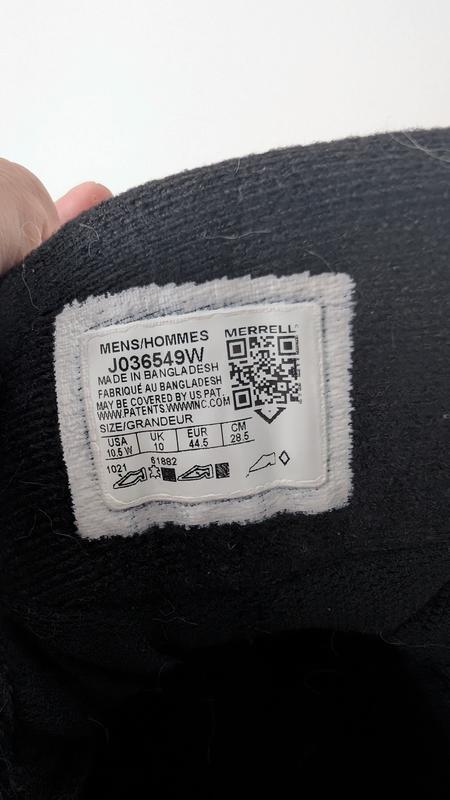 MENS/HOMMES
MERRELL
J036549W
MADE IN BANGLADESH
FABRIQUÉ AU BANGLADESH
MAY BE COVERED BY US PAT.
WWW.PATENTS.WWWINC.COM
SIZE/GRANDEUR
USA UK EUR CM
10.5 W 10 44.5 28.5
1021 61882